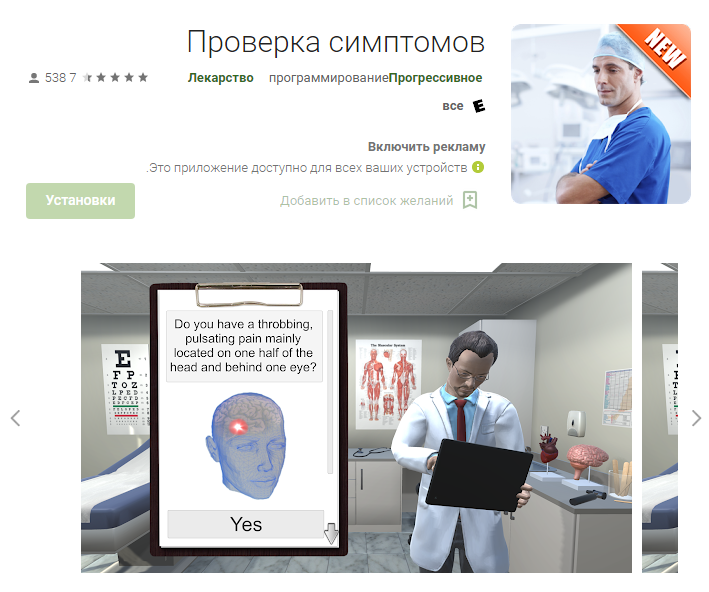 Проверка симптомов
NEW
538 7
Лекарство программированиеПрогрессивное
все E
Включить рекламу
.Это приложение доступно для всех ваших устройств
Установки
Добавить в список желаний
Do you have a throbbing,
pulsating pain mainly
located on one half of the
head and behind one eye?
Yes
The Muscular System
E
F P
T O Z
L P E D